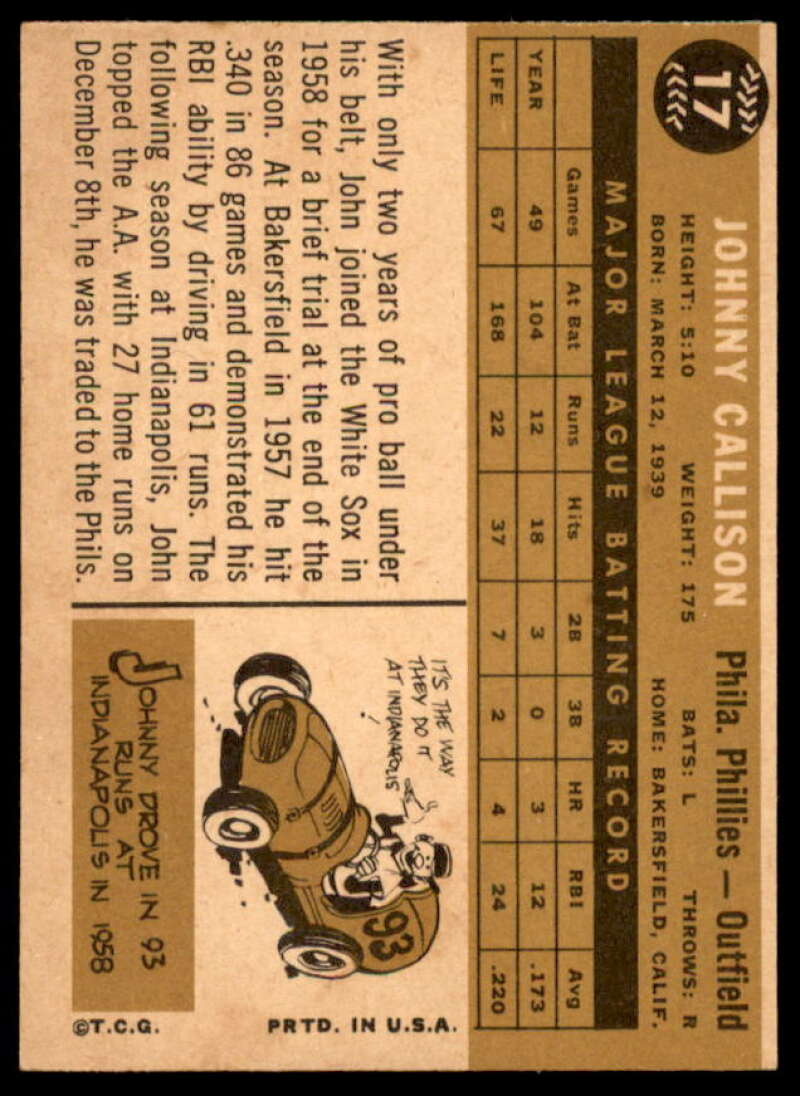 17
JOHNNY CALLISON Phila. Phillies — Outfield
HEIGHT: 5:10 WEIGHT: 175 BATS: L THROWS: R
BORN: MARCH 12, 1939 HOME: BAKERSFIELD, CALIF.
MAJOR LEAGUE BATTING RECORD
Games At Bat Runs Hits 2B 3B HR RBI Avg
YEAR 49 104 12 18 3 0 3 12 .173
LIFE 67 168 22 37 7 2 4 24 .220
With only two years of pro ball under
his belt, John joined the White Sox in
1958 for a brief trial at the end of the
season. At Bakersfield in 1957 he hit
.340 in 86 games and demonstrated his
RBI ability by driving in 61 runs. The
following season at Indianapolis, John
topped the A.A. with 27 home runs on
December 8th, he was traded to the Phils.
IT'S THE WAY
THEY DO IT
AT INDIANAPOLIS
!
93
JOHNNY DROVE IN 93
RUNS AT
INDIANAPOLIS IN 1958
©T.C.G. PRTD. IN U.S.A.